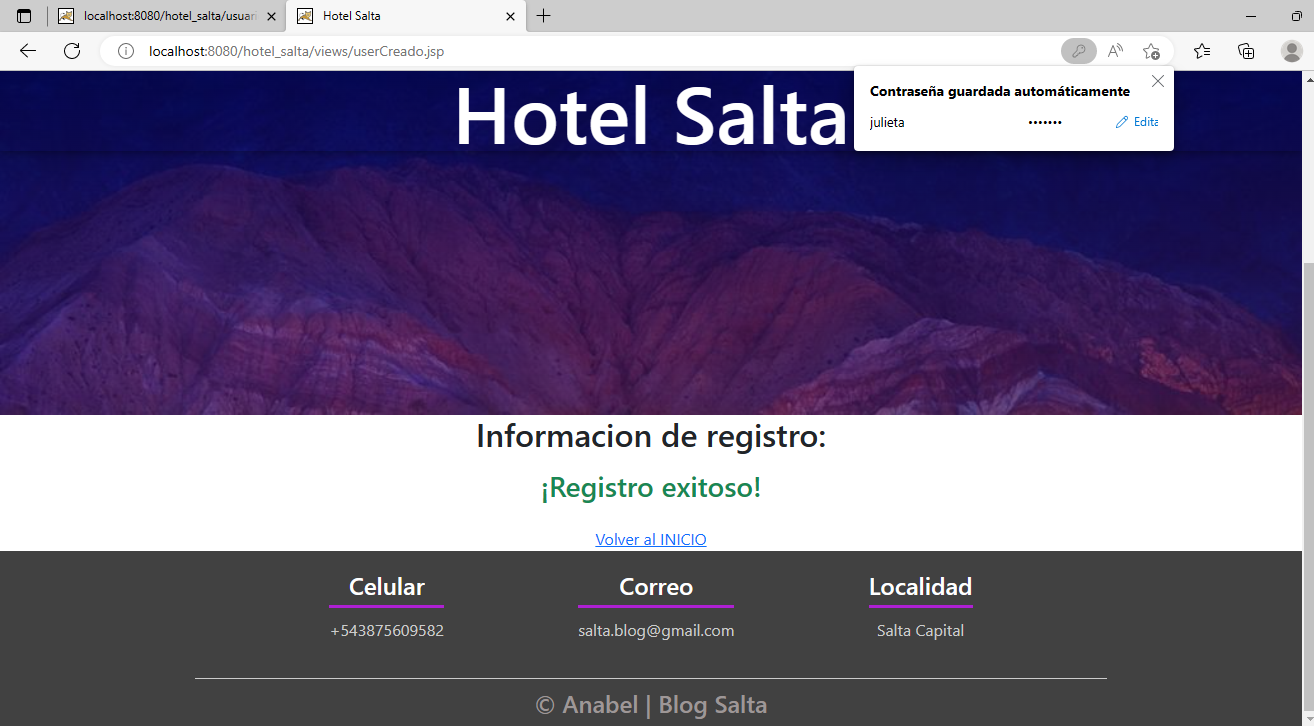 localhost:8080/hotel_salta/usuari
Hotel Salta
localhost:8080/hotel_salta/views/userCreado.jsp
Contraseña guardada automáticamente
julieta ••••••• Edita
Hotel Salta
Informacion de registro:
¡Registro exitoso!
Volver al INICIO
Celular Correo Localidad
+543875609582 salta.blog@gmail.com Salta Capital
© Anabel | Blog Salta